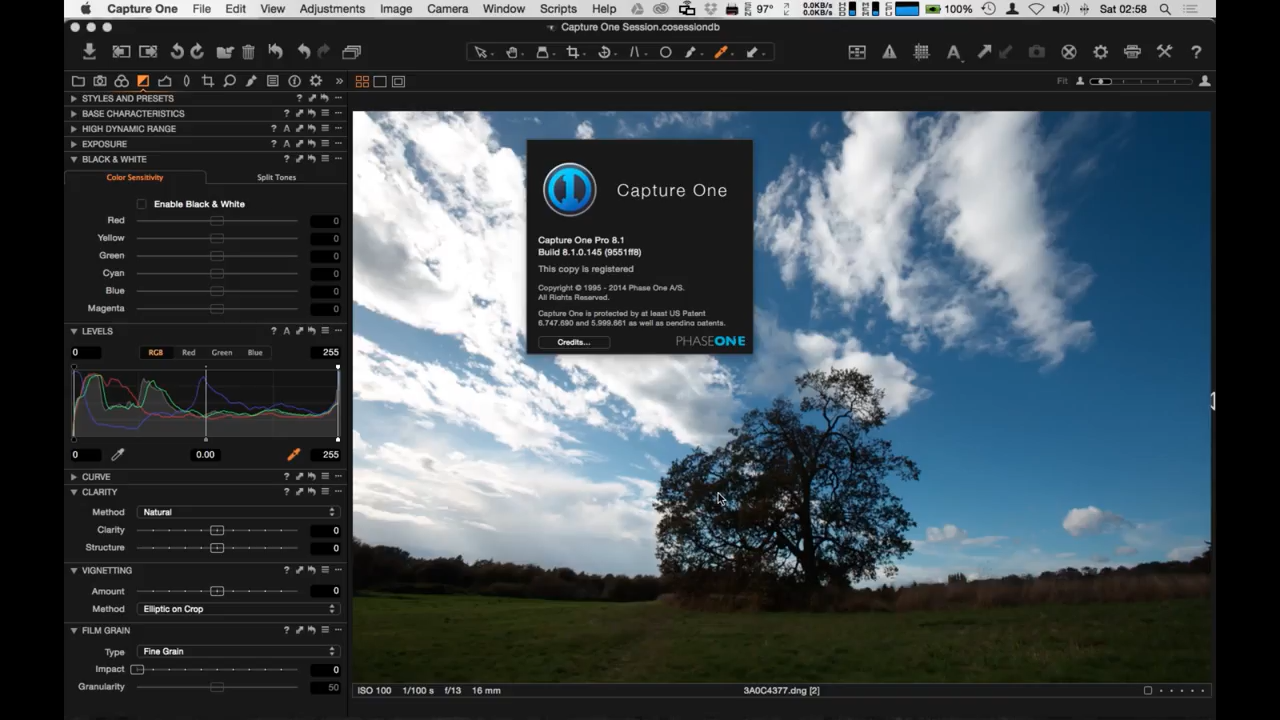 Capture One File Edit View Adjustments Image Camera Window Scripts Help 97° 0.0KB/s 0.0KB/s 100% Sat 02:58
Capture One Session.cosessiondb
Fit
STYLES AND PRESETS ?
BASE CHARACTERISTICS ?
HIGH DYNAMIC RANGE ? A
EXPOSURE ? A
BLACK & WHITE ?
Color Sensitivity Split Tones
Enable Black & White
Red 0
Yellow 0
Green 0
Cyan 0
Blue 0
Magenta 0
LEVELS ? A
0 RGB Red Green Blue 255
0 0.00 255
CURVE ?
CLARITY ?
Method Natural
Clarity 0
Structure 0
VIGNETTING ?
Amount 0
Method Elliptic on Crop
FILM GRAIN ?
Type Fine Grain
Impact 0
Granularity 50
1
Capture One
Capture One Pro 8.1
Build 8.1.0.145 (9551ff8)
This copy is registered
Copyright © 1995 - 2014 Phase One A/S.
All Rights Reserved.
Capture One is protected by at least US Patent
6.747.690 and 5.999.661 as well as pending patents.
Credits... PHASEONE
ISO 100 1/100 s f/13 16 mm 3A0C4377.dng [2]